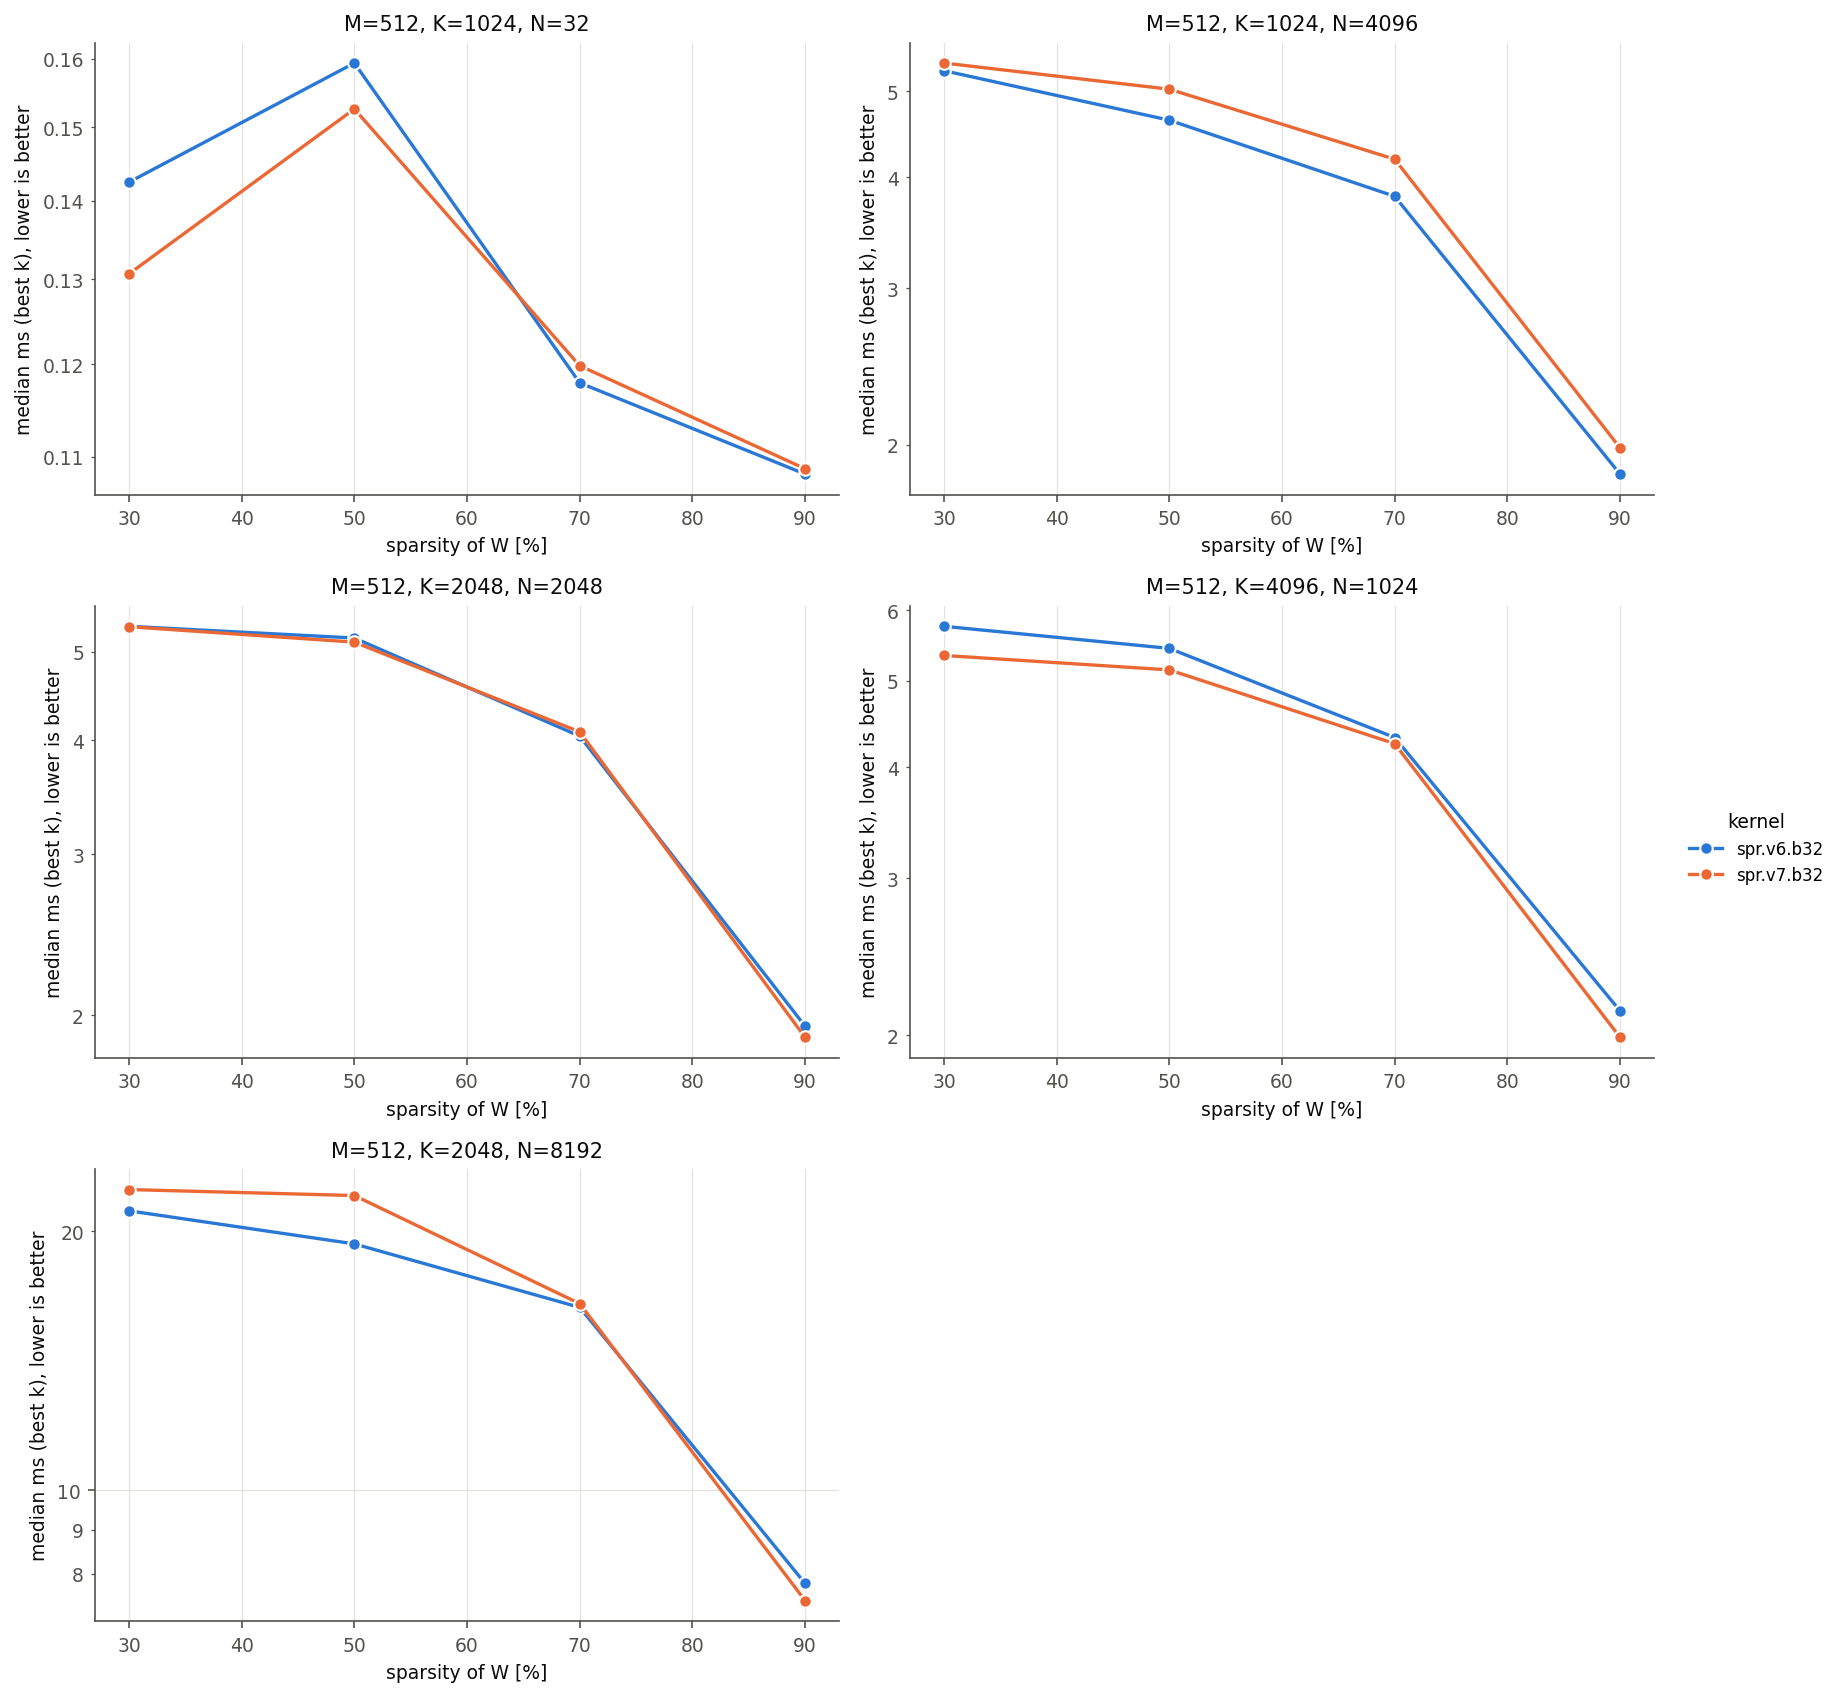 M=512, K=1024, N=32
median ms (best k), lower is better
0.16
0.15
0.14
0.13
0.12
0.11
30 40 50 60 70 80 90
sparsity of W [%]
M=512, K=1024, N=4096
median ms (best k), lower is better
5
4
3
2
30 40 50 60 70 80 90
sparsity of W [%]
M=512, K=2048, N=2048
median ms (best k), lower is better
5
4
3
2
30 40 50 60 70 80 90
sparsity of W [%]
M=512, K=4096, N=1024
median ms (best k), lower is better
6
5
4
3
2
30 40 50 60 70 80 90
sparsity of W [%]
kernel
spr.v6.b32
spr.v7.b32
M=512, K=2048, N=8192
median ms (best k), lower is better
20
10
9
8
30 40 50 60 70 80 90
sparsity of W [%]